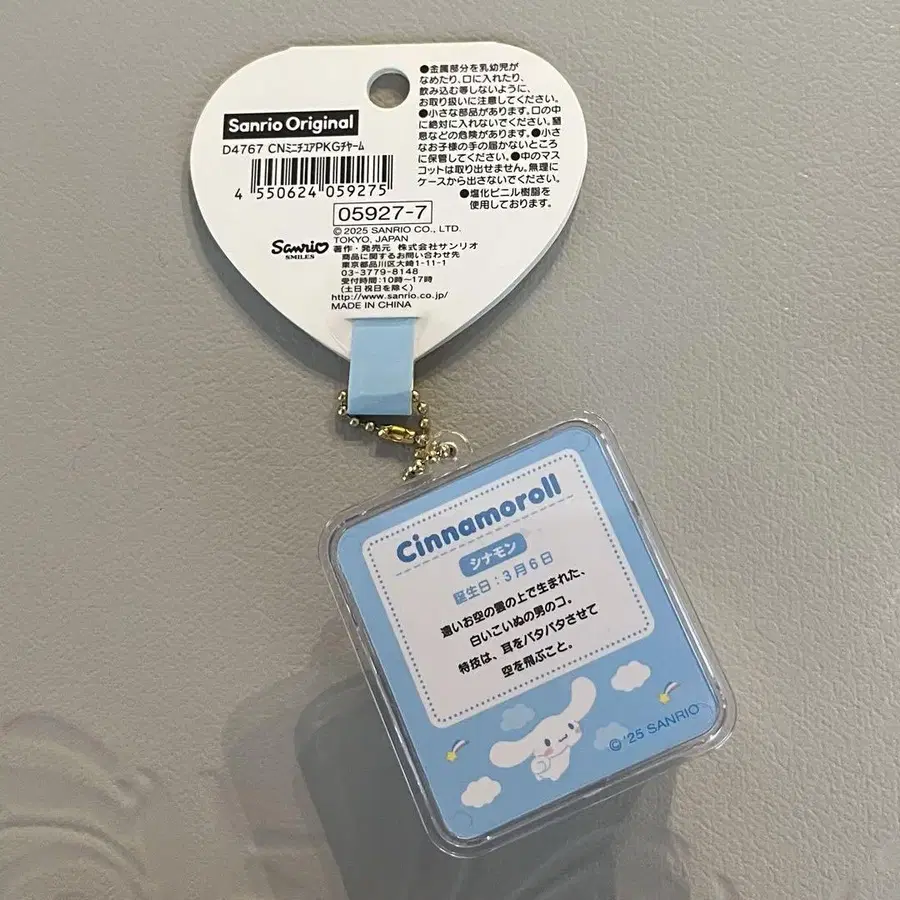 ●金属部分を乳幼児が
なめたり、口に入れたり、
飲み込む等しないように、
お取り扱いに注意してください。
●小さな部品があります。口の中
に絶対に入れないでください。窒
息などの危険があります。●小さ
なお子様の手の届かないところ
に保管してください。●中のマス
コットは取り出せません。無理に
ケースから出さないでください。
●塩化ビニル樹脂を
使用しております。
Sanrio Original
D4767 CNミニチュアPKGチャーム
4 550624 059275
05927-7
© 2025 SANRIO CO., LTD.
TOKYO, JAPAN
Sanrio
SMILES
著作・発売元 株式会社サンリオ
商品に関するお問い合わせ先
東京都品川区大崎1-11-1
03-3779-8148
受付時間:10時〜17時
(土日 祝日を除く)
http://www.sanrio.co.jp/
MADE IN CHINA
Cinnamoroll
シナモン
誕生日:3月6日
遠いお空の雲の上で生まれた、
白いこいぬの男のコ。
特技は、耳をパタパタさせて
空を飛ぶこと。
© '25 SANRIO